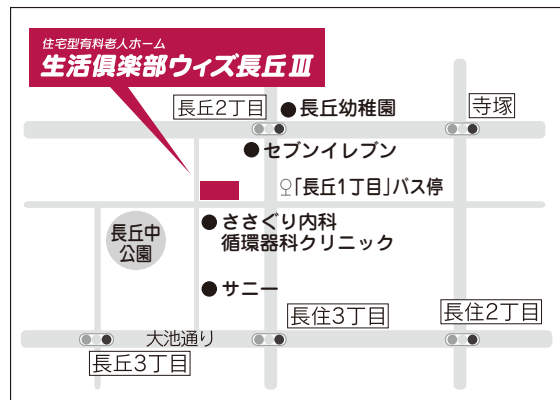 住宅型有料老人ホーム
生活倶楽部ウィズ長丘Ⅲ
長丘2丁目
長丘幼稚園
寺塚
セブンイレブン
「長丘1丁目」バス停
ささぐり内科
循環器科クリニック
長丘中
公園
サニー
長住3丁目
長住2丁目
大池通り
長丘3丁目